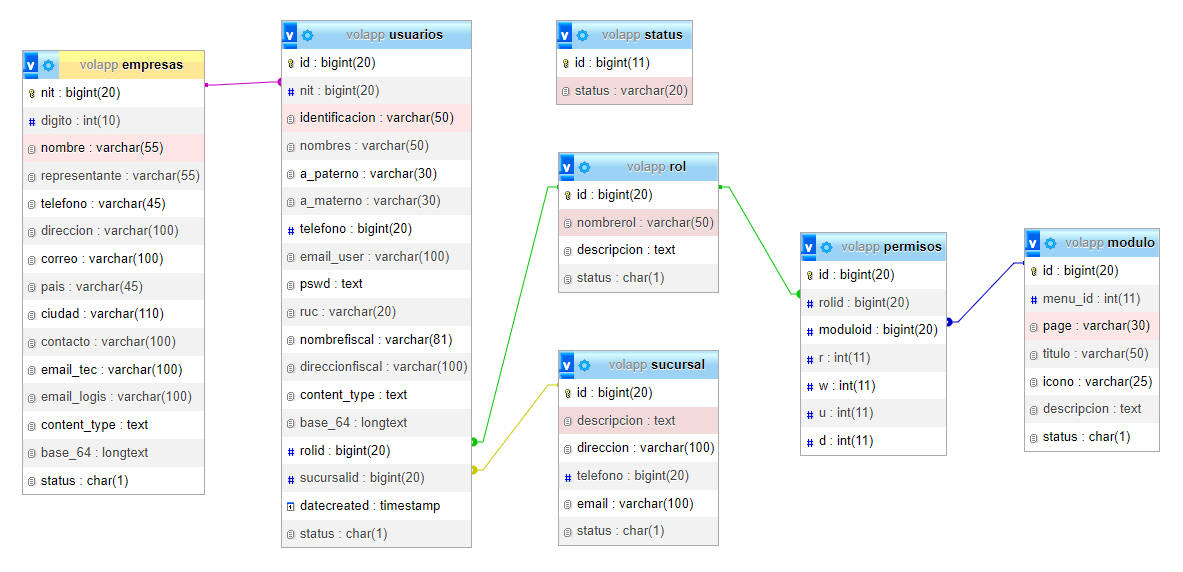 v volapp empresas
nit : bigint(20)
# digito : int(10)
nombre : varchar(55)
representante : varchar(55)
telefono : varchar(45)
direccion : varchar(100)
correo : varchar(100)
pais : varchar(45)
ciudad : varchar(110)
contacto : varchar(100)
email_tec : varchar(100)
email_logis : varchar(100)
content_type : text
base_64 : longtext
status : char(1)
v volapp usuarios
id : bigint(20)
# nit : bigint(20)
identificacion : varchar(50)
nombres : varchar(50)
a_paterno : varchar(30)
a_materno : varchar(30)
# telefono : bigint(20)
email_user : varchar(100)
pswd : text
ruc : varchar(20)
nombrefiscal : varchar(81)
direccionfiscal : varchar(100)
content_type : text
base_64 : longtext
# rolid : bigint(20)
# sucursalid : bigint(20)
datecreated : timestamp
status : char(1)
v volapp status
id : bigint(11)
status : varchar(20)
v volapp rol
id : bigint(20)
nombrerol : varchar(50)
descripcion : text
status : char(1)
v volapp sucursal
id : bigint(20)
descripcion : text
direccion : varchar(100)
# telefono : bigint(20)
email : varchar(100)
status : char(1)
v volapp permisos
id : bigint(20)
# rolid : bigint(20)
# moduloid : bigint(20)
# r : int(11)
# w : int(11)
# u : int(11)
# d : int(11)
v volapp modulo
id : bigint(20)
# menu_id : int(11)
page : varchar(30)
titulo : varchar(50)
icono : varchar(25)
descripcion : text
status : char(1)